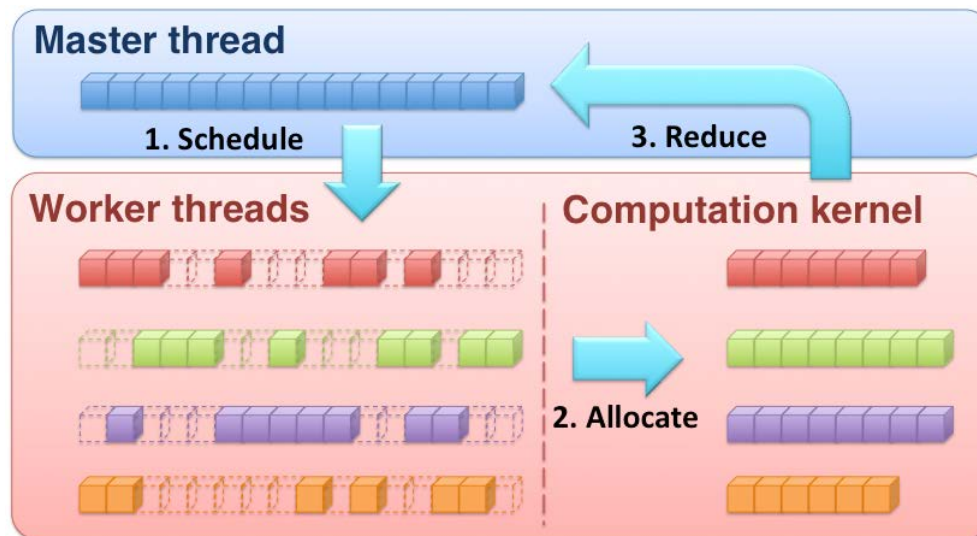 Master thread
1. Schedule
3. Reduce
Worker threads
Computation kernel
2. Allocate